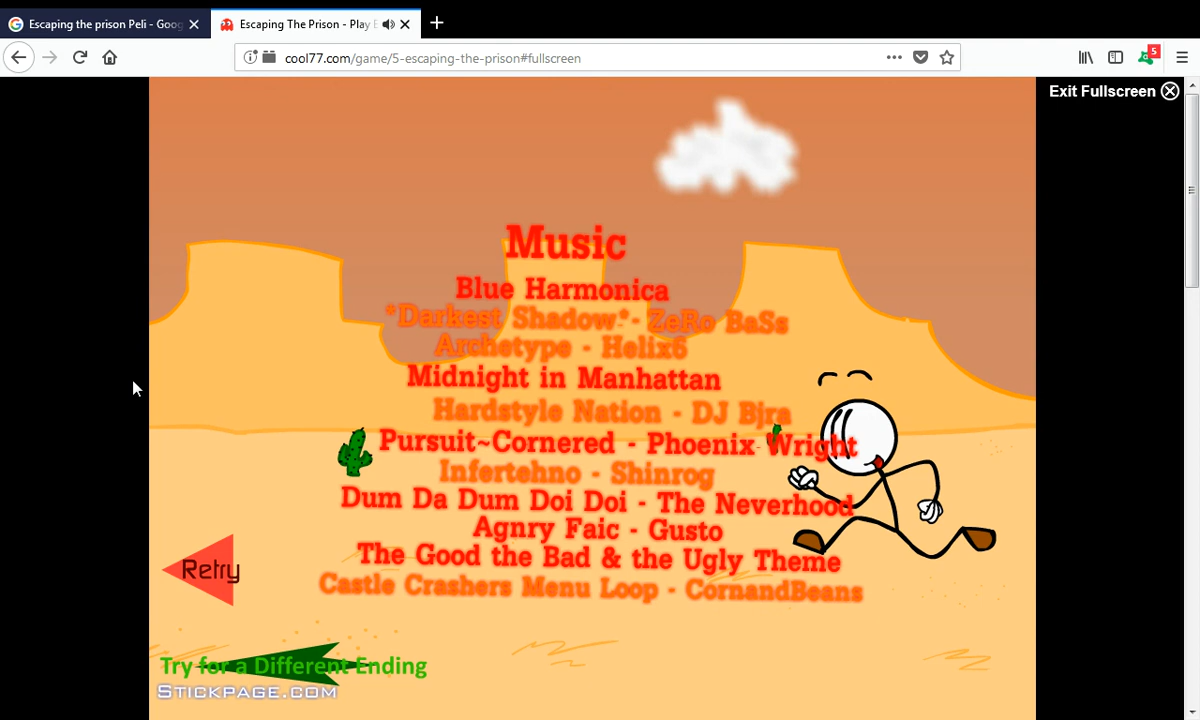 Escaping the prison Peli - Goog
Escaping The Prison - Play E
cool77.com/game/5-escaping-the-prison#fullscreen
5
Exit Fullscreen
Music
Blue Harmonica
*Darkest Shadow*- ZeRo BaSs
Archetype - Helix6
Midnight in Manhattan
Hardstyle Nation - DJ Bjra
Pursuit~Cornered - Phoenix Wright
Infertehno - Shinrog
Dum Da Dum Doi Doi - The Neverhood
Agnry Faic - Gusto
The Good the Bad & the Ugly Theme
Castle Crashers Menu Loop - CornandBeans
Retry
Try for a Different Ending
STICKPAGE.COM